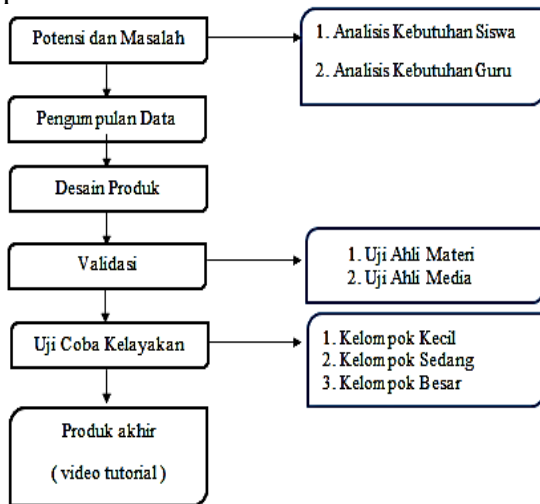 Potensi dan Masalah
1. Analisis Kebutuhan Siswa
2. Analisis Kebutuhan Guru
Pengumpulan Data
Desain Produk
Validasi
1. Uji Ahli Materi
2. Uji Ahli Media
Uji Coba Kelayakan
1. Kelompok Kecil
2. Kelompok Sedang
3. Kelompok Besar
Produk akhir
( video tutorial )